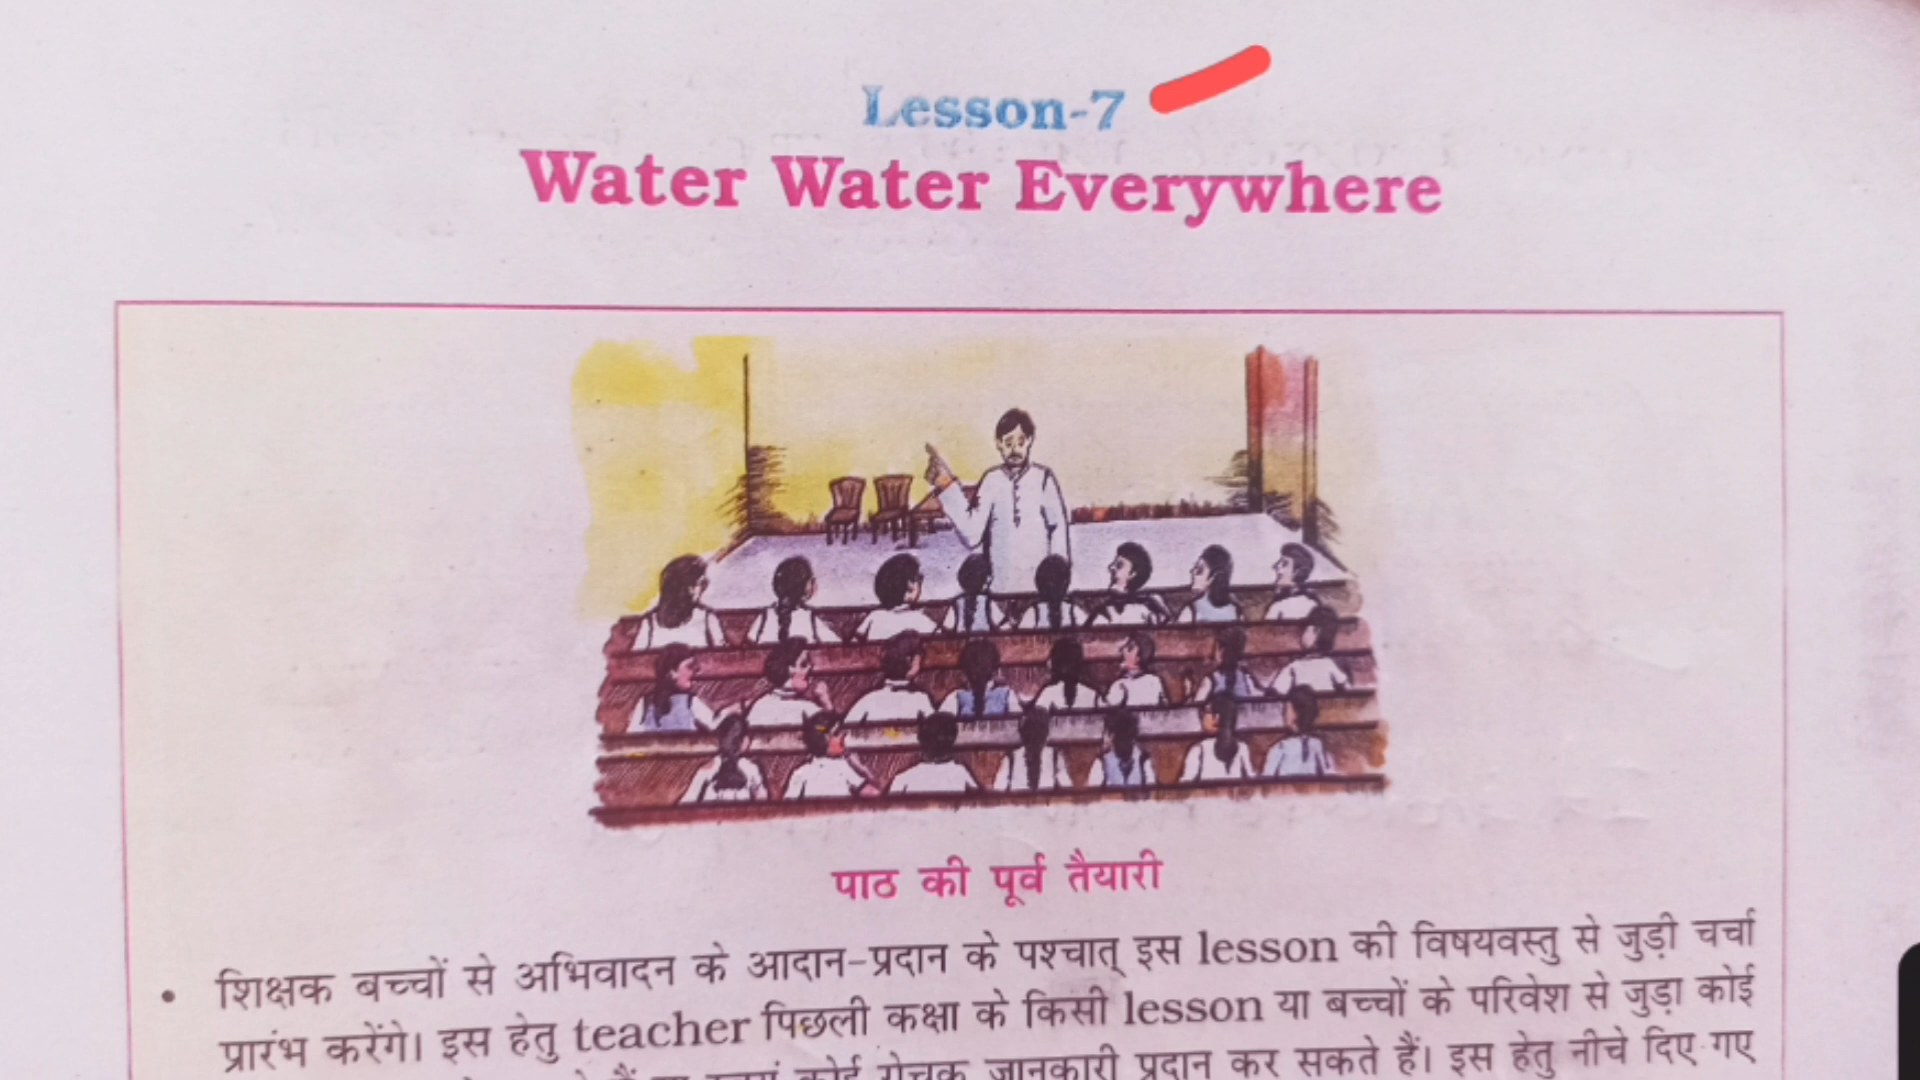 Lesson-7
Water Water Everywhere
पाठ की पूर्व तैयारी
• शिक्षक बच्चों से अभिवादन के आदान-प्रदान के पश्चात् इस lesson की विषयवस्तु से जुड़ी चर्चा
प्रारंभ करेंगे। इस हेतु teacher पिछली कक्षा के किसी lesson या बच्चों के परिवेश से जुड़ा कोई
कोई रोचक जानकारी प्रदान कर सकते हैं। इस हेतु नीचे दिए गए